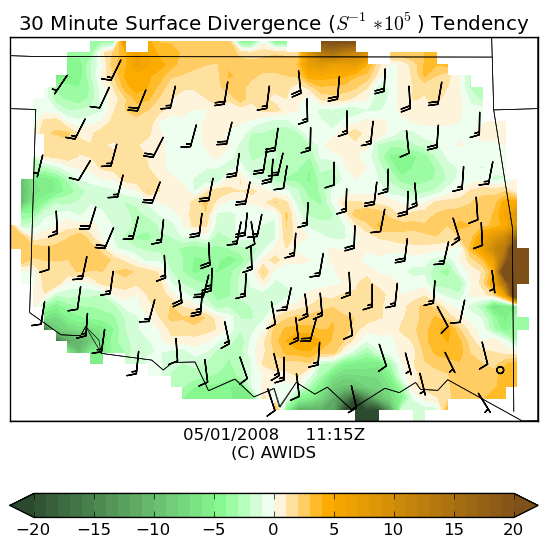 30 Minute Surface Divergence (S⁻¹ *10⁵ ) Tendency
05/01/2008 11:15Z
(C) AWIDS
−20 −15 −10 −5 0 5 10 15 20